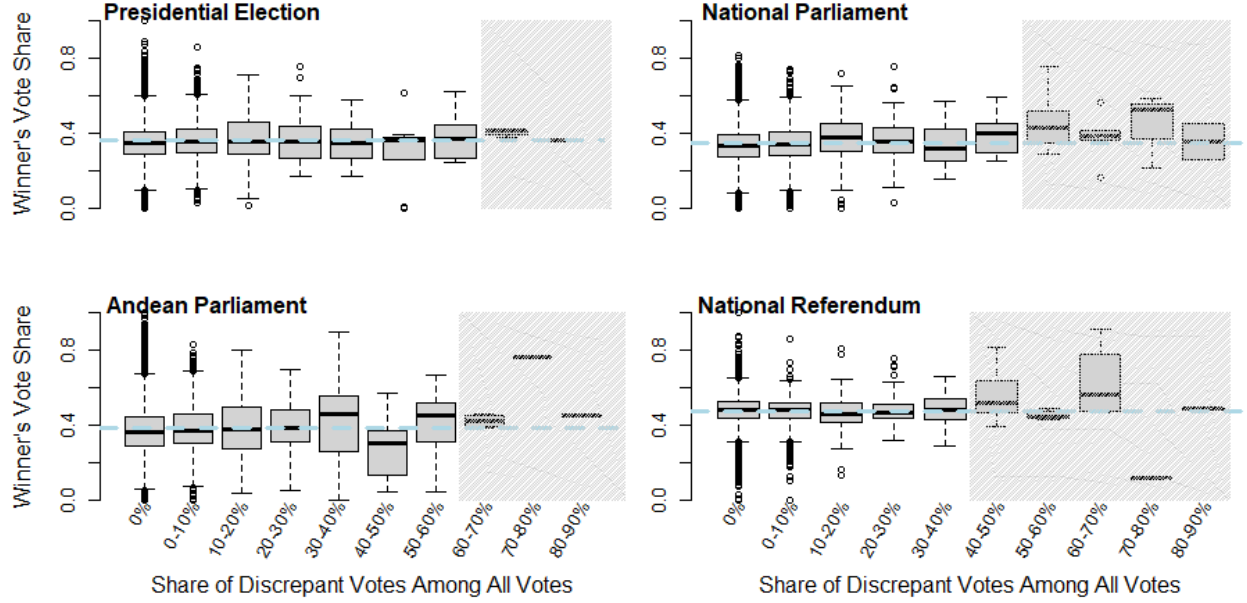 Presidential Election
Winner's Vote Share
0.0 0.4 0.8
National Parliament
0.0 0.4 0.8
Andean Parliament
Winner's Vote Share
0.0 0.4 0.8
0% 0-10% 10-20% 20-30% 30-40% 40-50% 50-60% 60-70% 70-80% 80-90%
Share of Discrepant Votes Among All Votes
National Referendum
0.0 0.4 0.8
0% 0-10% 10-20% 20-30% 30-40% 40-50% 50-60% 60-70% 70-80% 80-90%
Share of Discrepant Votes Among All Votes